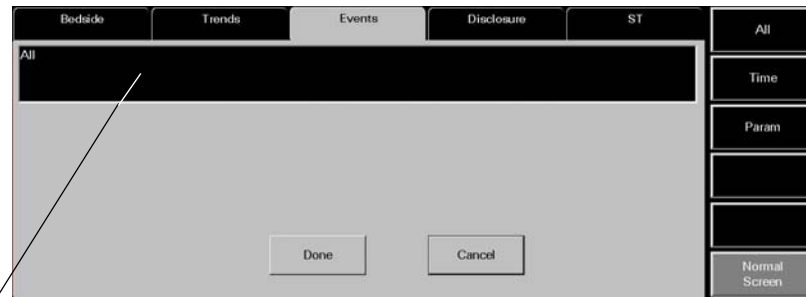 Bedside
Trends
Events
Disclosure
ST
All
All
Time
Param
Done
Cancel
Normal
Screen